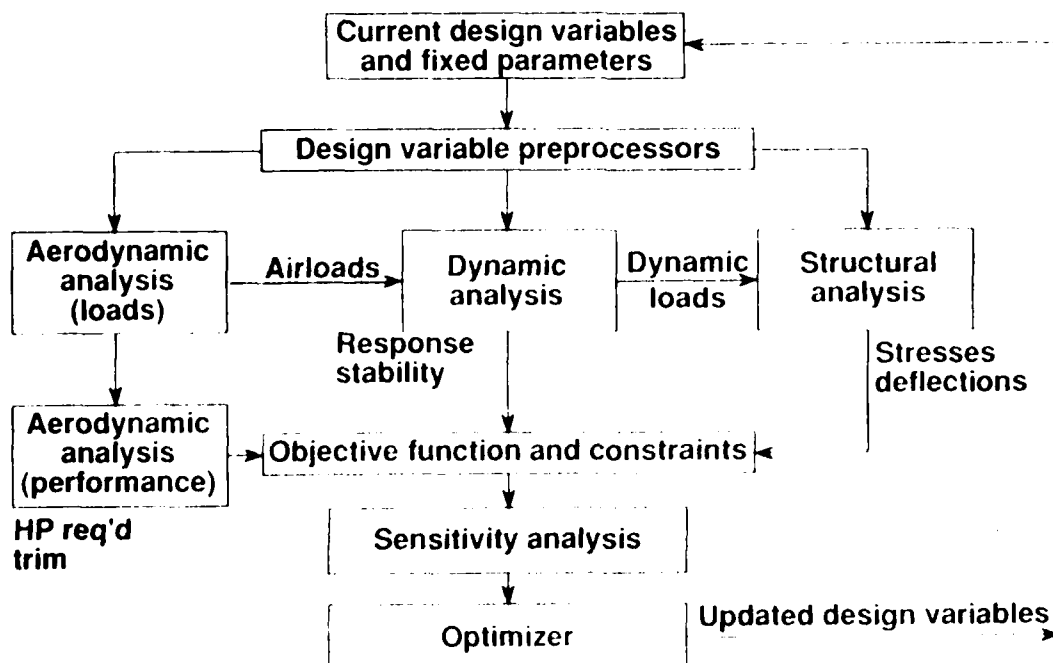 Current design variables
and fixed parameters
Design variable preprocessors
Aerodynamic
analysis
(loads)
Airloads
Dynamic
analysis
Dynamic
loads
Structural
analysis
Response
stability
Stresses
deflections
Aerodynamic
analysis
(performance)
Objective function and constraints
HP req'd
trim
Sensitivity analysis
Optimizer
Updated design variables